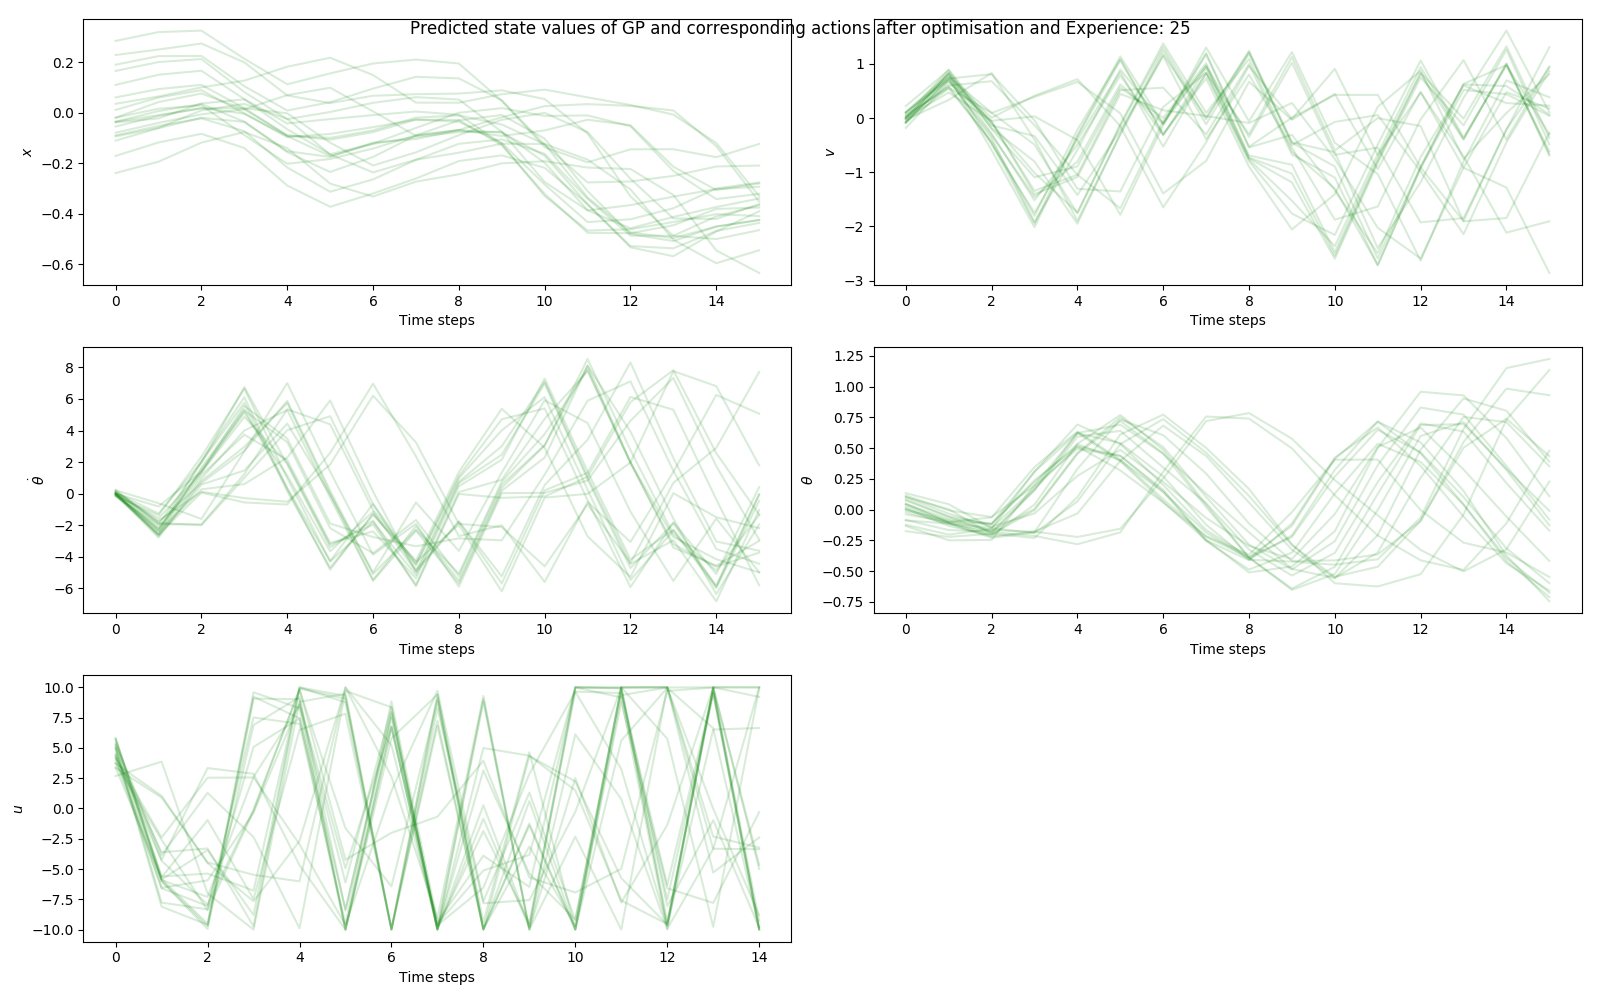 Predicted state values of GP and corresponding actions after optimisation and Experience: 25
x
0.2
0.0
−0.2
−0.4
−0.6
0 2 4 6 8 10 12 14
Time steps
v
1
0
−1
−2
−3
0 2 4 6 8 10 12 14
Time steps
θ̇
8
6
4
2
0
−2
−4
−6
0 2 4 6 8 10 12 14
Time steps
θ
1.25
1.00
0.75
0.50
0.25
0.00
−0.25
−0.50
−0.75
0 2 4 6 8 10 12 14
Time steps
u
10.0
7.5
5.0
2.5
0.0
−2.5
−5.0
−7.5
−10.0
0 2 4 6 8 10 12 14
Time steps